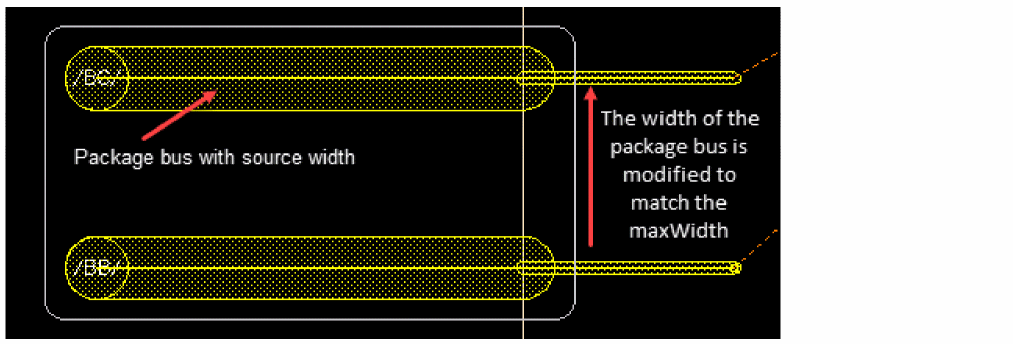 /BC/
Package bus with source width
The width of the
package bus is
modified to
match the
maxWidth
/BB/